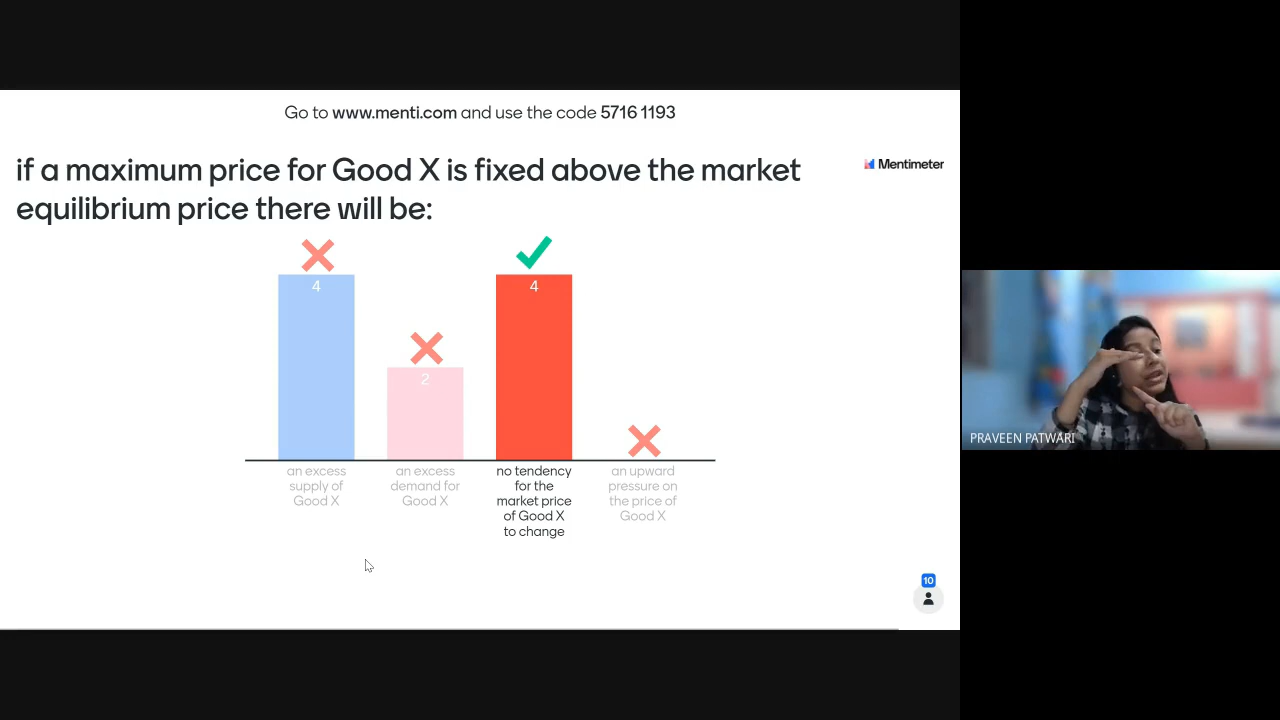 Go to www.menti.com and use the code 5716 1193
Mentimeter
if a maximum price for Good X is fixed above the market
equilibrium price there will be:
4
2
4
an excess
supply of
Good X
an excess
demand for
Good X
no tendency
for the
market price
of Good X
to change
an upward
pressure on
the price of
Good X
10
PRAVEEN PATWARI